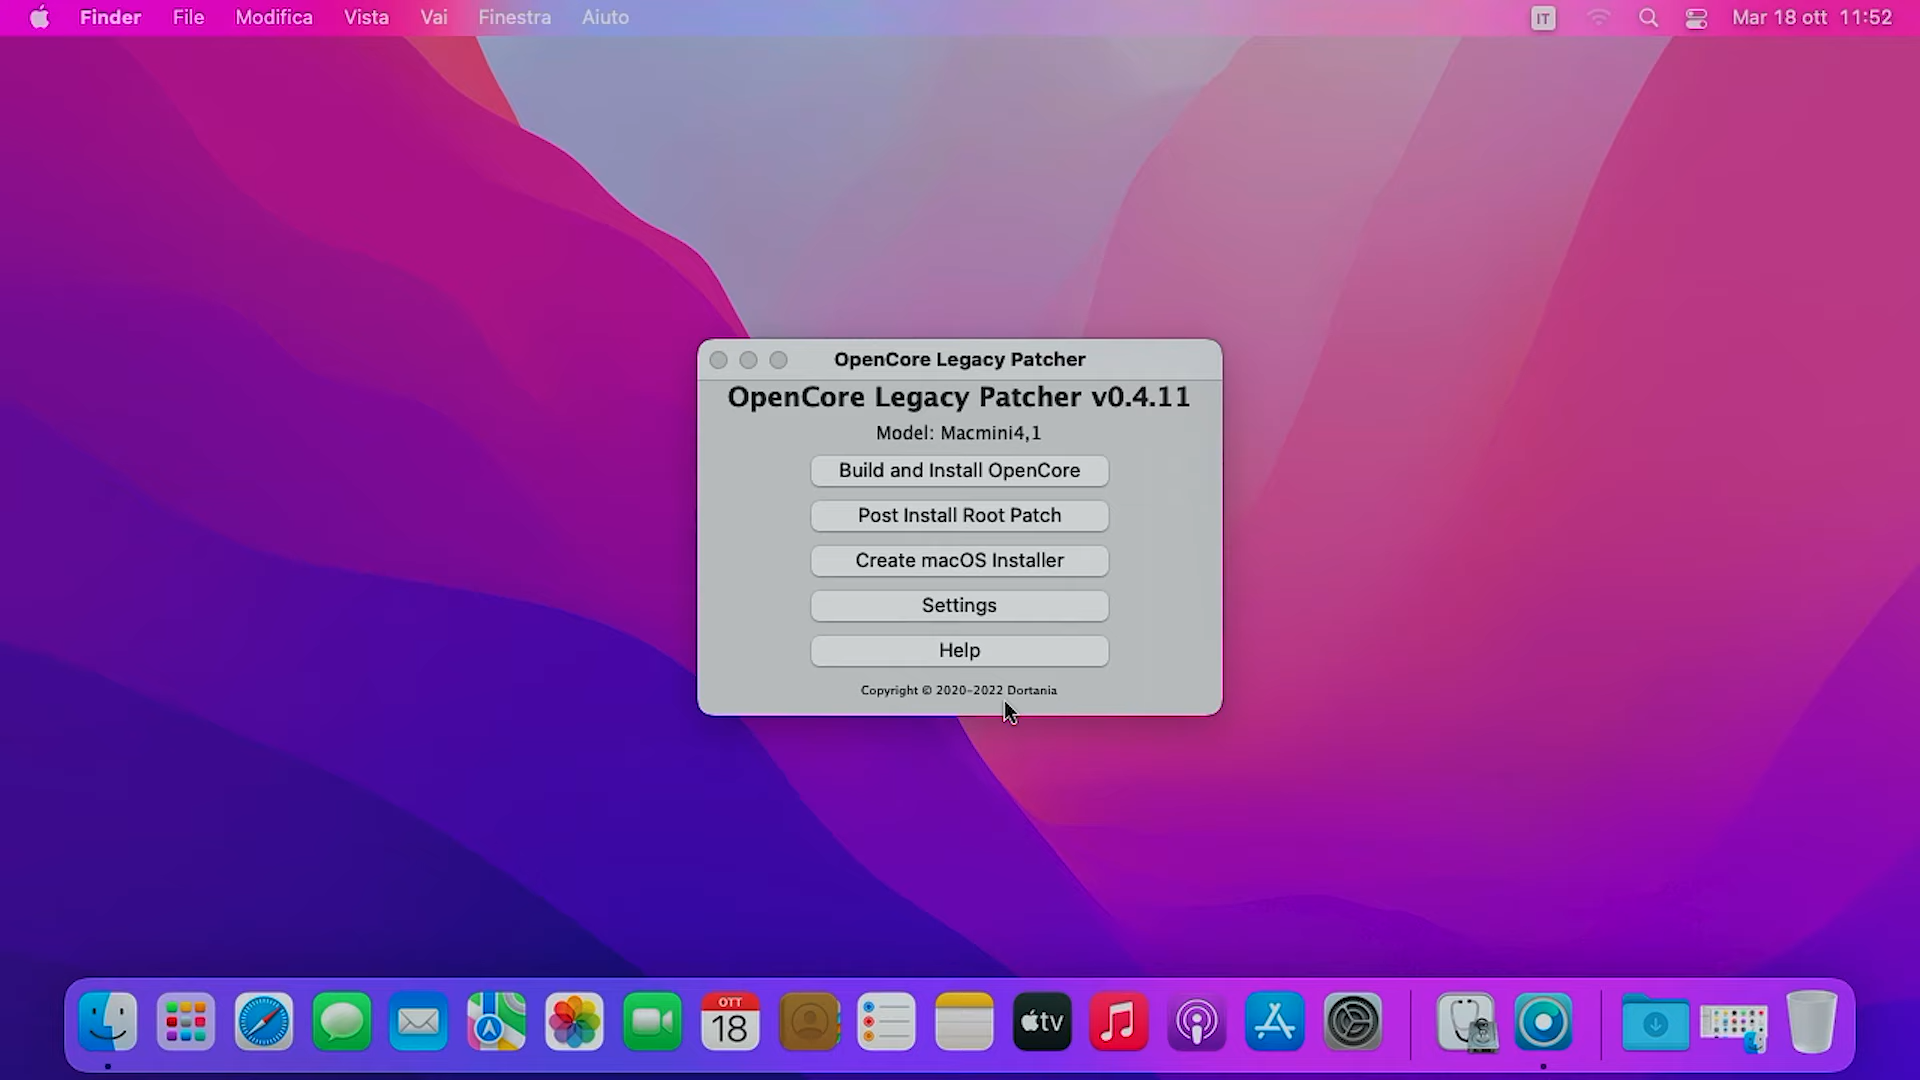 Finder File Modifica Vista Vai Finestra Aiuto IT Mar 18 ott 11:52
OpenCore Legacy Patcher
OpenCore Legacy Patcher v0.4.11
Model: Macmini4,1
Build and Install OpenCore
Post Install Root Patch
Create macOS Installer
Settings
Help
Copyright © 2020-2022 Dortania
OTT
18
tv